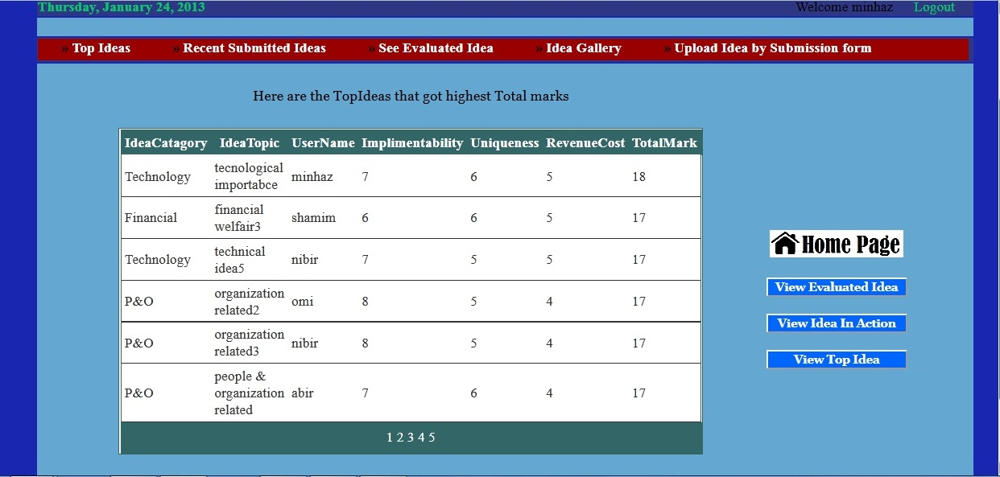 Thursday, January 24, 2013 Welcome minhaz Logout
» Top Ideas » Recent Submitted Ideas » See Evaluated Idea » Idea Gallery » Upload Idea by Submission form
Here are the TopIdeas that got highest Total marks
IdeaCatagory IdeaTopic UserName Implimentability Uniqueness RevenueCost TotalMark
Technology tecnological importabce minhaz 7 6 5 18
Financial financial welfair3 shamim 6 6 5 17
Technology technical idea5 nibir 7 5 5 17
P&O organization related2 omi 8 5 4 17
P&O organization related3 nibir 8 5 4 17
P&O people & organization related abir 7 6 4 17
1 2 3 4 5
Home Page
View Evaluated Idea
View Idea In Action
View Top Idea